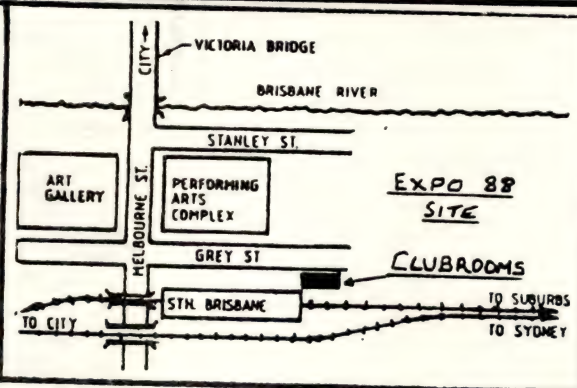 CITY →
VICTORIA BRIDGE
BRISBANE RIVER
STANLEY ST.
ART
GALLERY
MELBOURNE ST.
PERFORMING
ARTS
COMPLEX
EXPO 88
SITE
GREY ST
CLUBROOMS
STH. BRISBANE
TO SUBURBS
TO CITY
TO SYDNEY